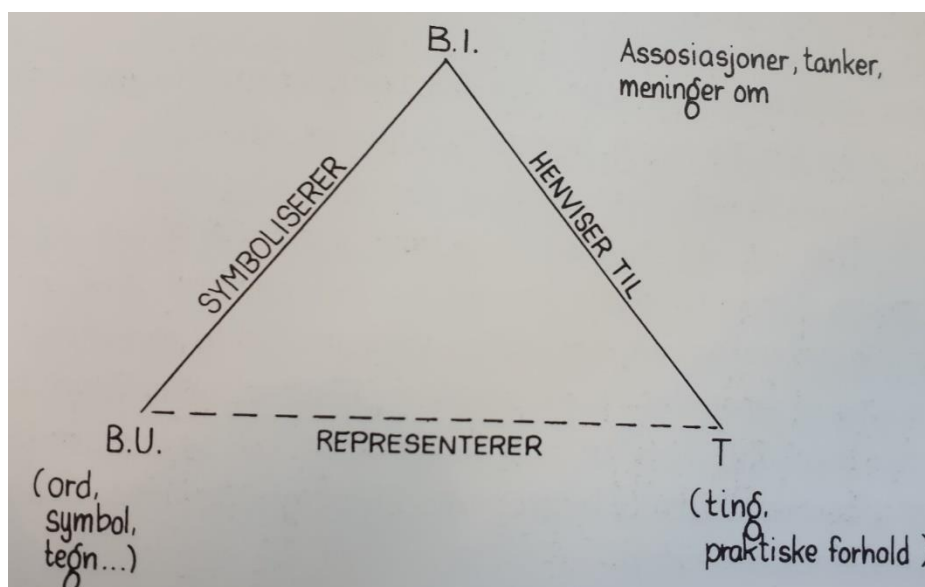 B.I.
Assosiasjoner, tanker,
meninger om
SYMBOLISERER
HENVISER TIL
B.U.
REPRESENTERER
T
(ord,
symbol,
tegn...)
(ting,
praktiske forhold)